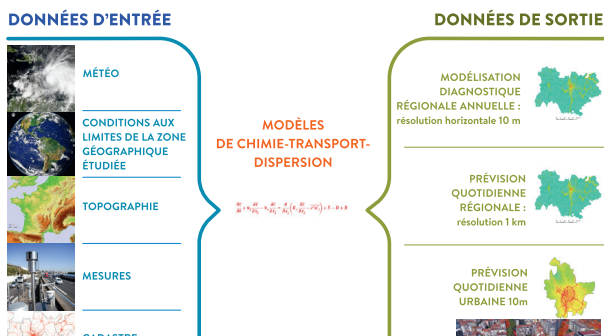 DONNÉES D'ENTRÉE
MÉTÉO
CONDITIONS AUX
LIMITES DE LA ZONE
GÉOGRAPHIQUE
ÉTUDIÉE
TOPOGRAPHIE
MESURES
CADASTRE
MODÈLES
DE CHIMIE-TRANSPORT-
DISPERSION
DONNÉES DE SORTIE
MODÉLISATION
DIAGNOSTIQUE
RÉGIONALE ANNUELLE :
résolution horizontale 10 m
PRÉVISION
QUOTIDIENNE
RÉGIONALE :
résolution 1 km
PRÉVISION
QUOTIDIENNE
URBAINE 10m